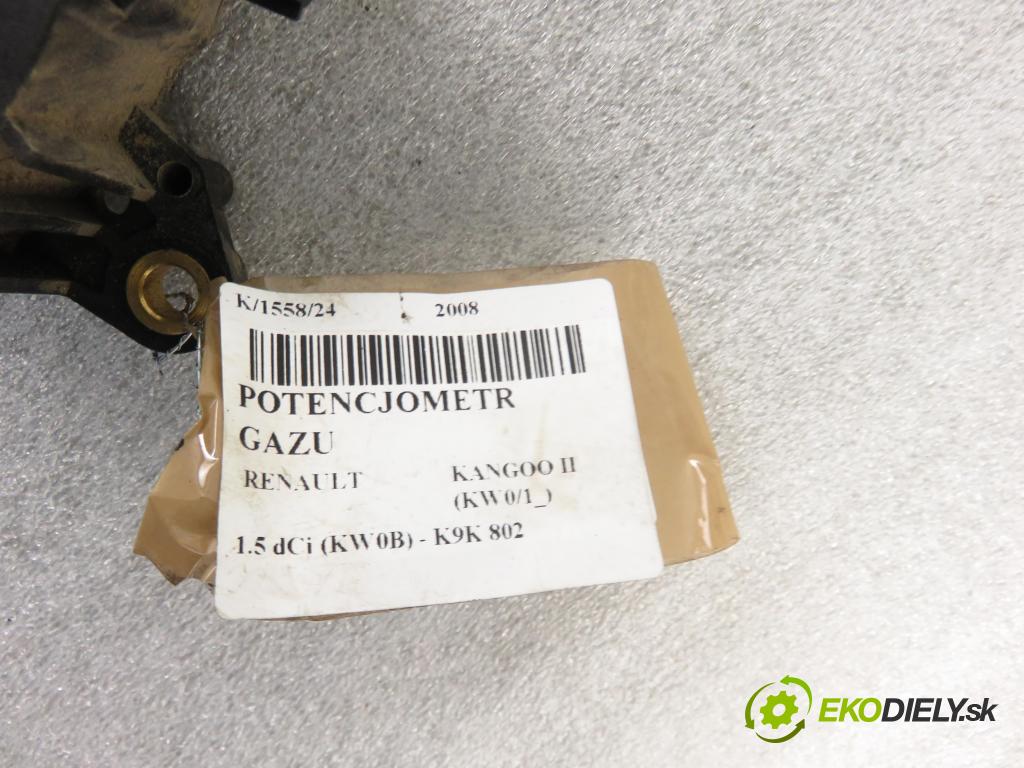 K/1558/24 2008
POTENCJOMETR
GAZU
RENAULT KANGOO II
(KW0/1_)
1.5 dCi (KW0B) - K9K 802
EKODIELY.sk